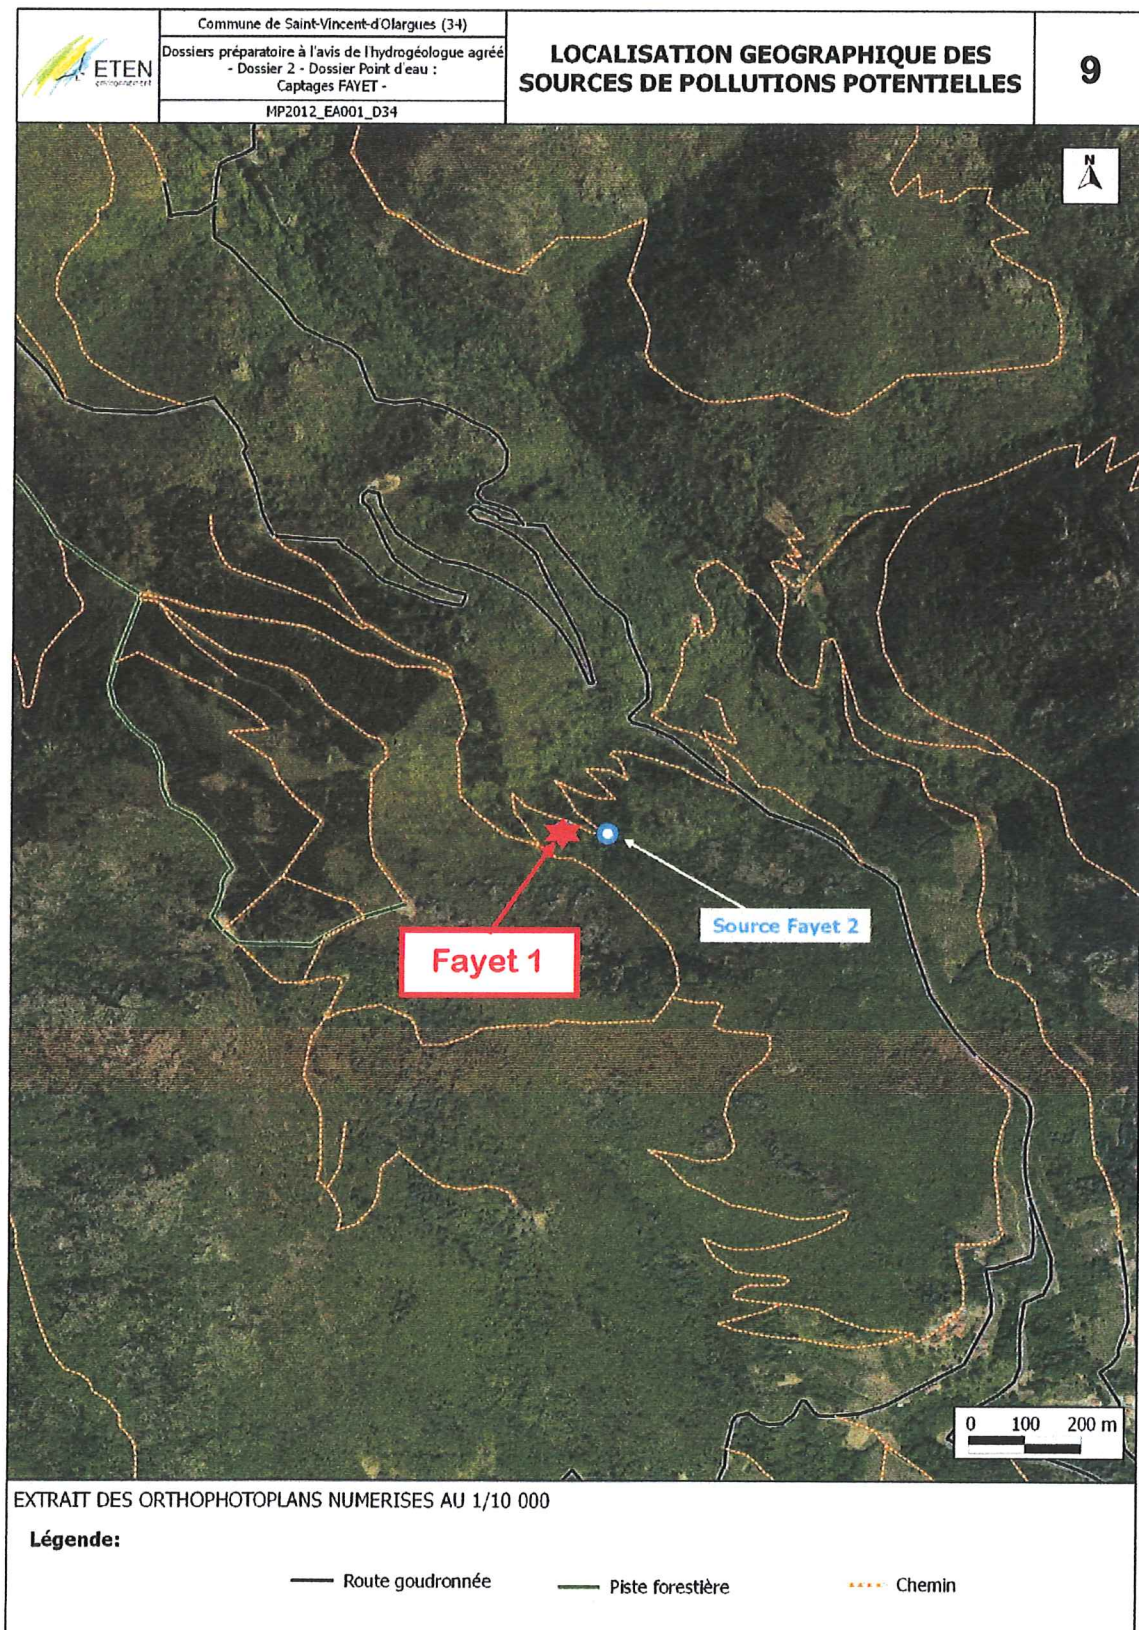 ETEN
environnement
Commune de Saint-Vincent-d'Olargues (34)
Dossiers préparatoire à l'avis de l'hydrogéologue agréé
- Dossier 2 - Dossier Point d'eau :
Captages FAYET -
MP2012_EA001_D34
LOCALISATION GEOGRAPHIQUE DES
SOURCES DE POLLUTIONS POTENTIELLES
9
N
Source Fayet 2
Fayet 1
0 100 200 m
EXTRAIT DES ORTHOPHOTOPLANS NUMERISES AU 1/10 000
Légende:
Route goudronnée
Piste forestière
Chemin